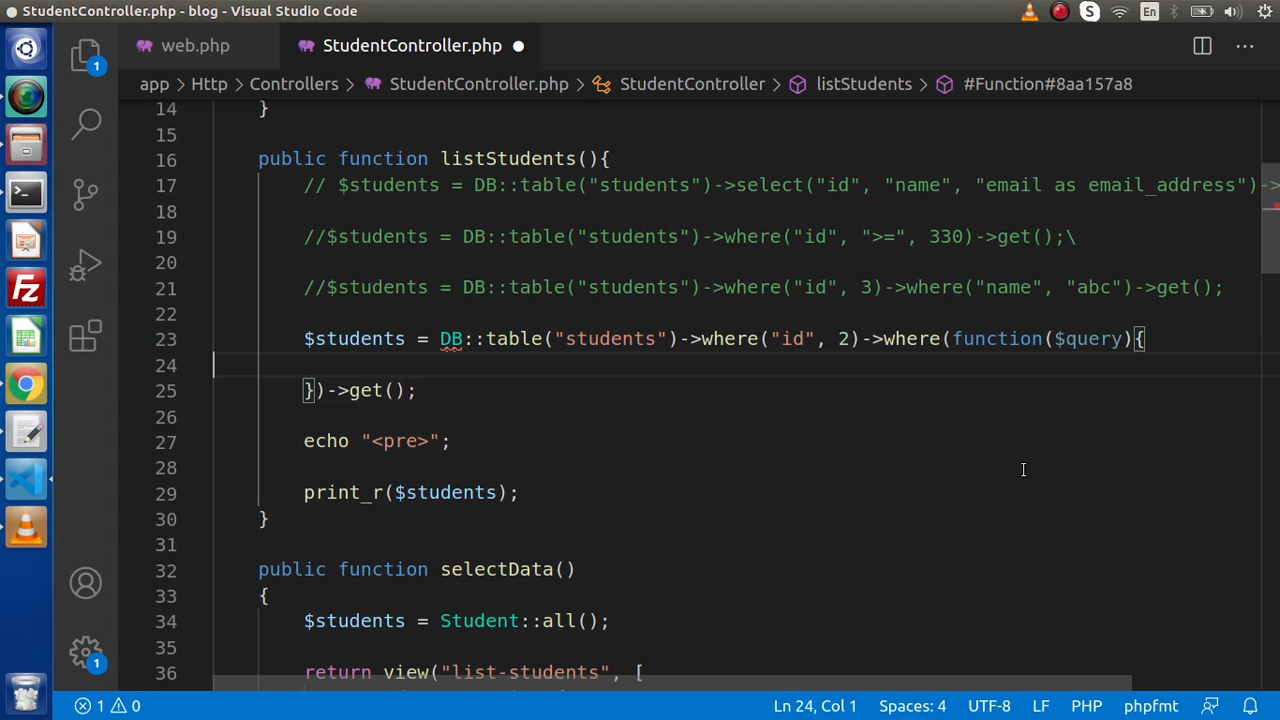 StudentController.php - blog - Visual Studio Code
S
En
1
web.php
StudentController.php
app > Http > Controllers > StudentController.php > StudentController > listStudents > #Function#8aa157a8
14 }
15
16 public function listStudents(){
17 // $students = DB::table("students")->select("id", "name", "email as email_address")->
18
19 //$students = DB::table("students")->where("id", ">=", 330)->get();\
20
21 //$students = DB::table("students")->where("id", 3)->where("name", "abc")->get();
22
23 $students = DB::table("students")->where("id", 2)->where(function($query){
24
25 })->get();
26
27 echo "<pre>";
28
29 print_r($students);
30 }
31
32 public function selectData()
33 {
34 $students = Student::all();
35
36 return view("list-students", [
Fz
1
1 0
Ln 24, Col 1
Spaces: 4
UTF-8
LF
PHP
phpfmt